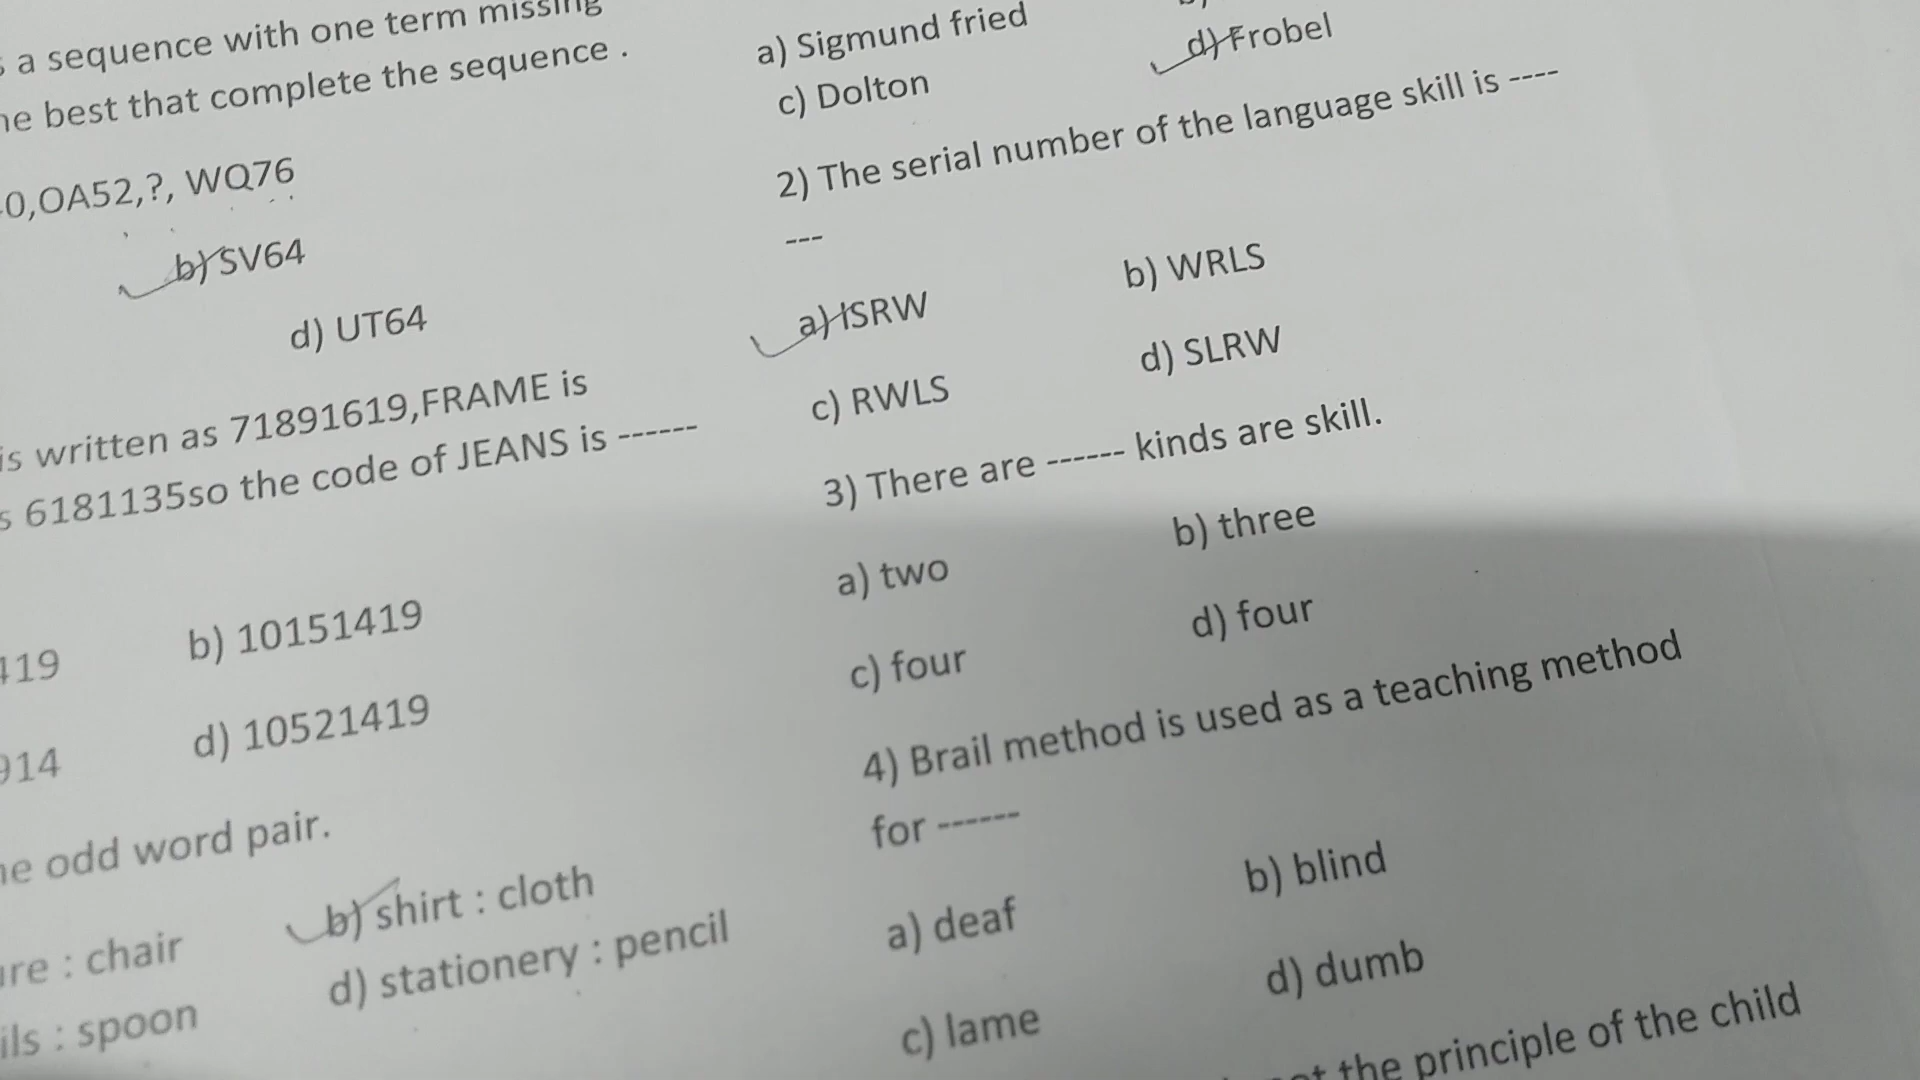 a sequence with one term missing
best that complete the sequence .
0,OA52,?, WQ76
b) SV64
d) UT64
is written as 71891619,FRAME is
6181135so the code of JEANS is ------
119
b) 10151419
914
d) 10521419
odd word pair.
: chair
b) shirt : cloth
: spoon
d) stationery : pencil
a) Sigmund fried
c) Dolton
d) Frobel
2) The serial number of the language skill is ----
---
a) lSRW
b) WRLS
c) RWLS
d) SLRW
3) There are ------ kinds are skill.
a) two
b) three
c) four
d) four
4) Brail method is used as a teaching method
for ------
a) deaf
b) blind
c) lame
d) dumb
the principle of the child